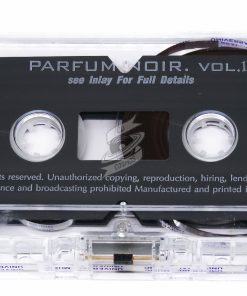 PARFUM NOIR. VOL.1
see Inlay For Full Details
ts reserved. Unauthorized copying, reproduction, hiring, lendi
nce and broadcasting prohibited Manufactured and printed i